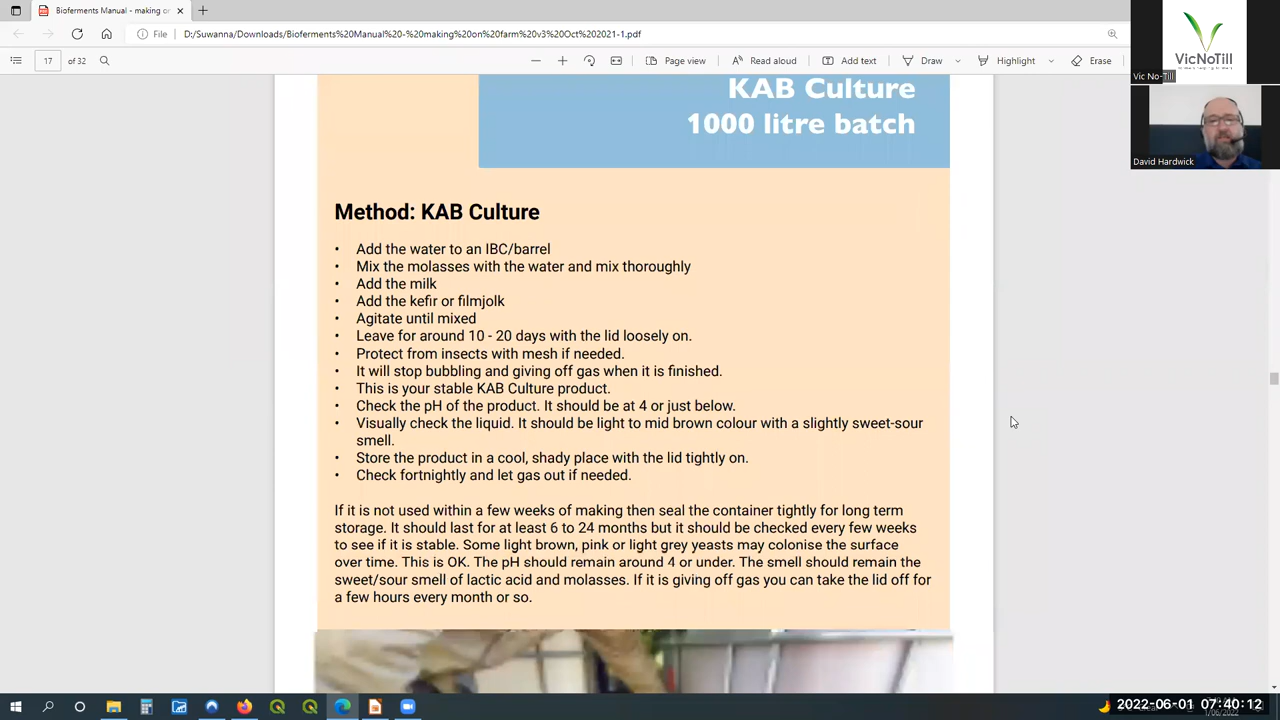 Bioferments Manual - making or
File
D:/Suwanna/Downloads/Bioferments%20Manual%20-%20making%20on%20farm%20v3%20Oct%202021-1.pdf
17 of 32
Page view
Read aloud
Add text
Draw
Highlight
Erase
VicNoTill
Vic No-Till
David Hardwick
KAB Culture
1000 litre batch
Method: KAB Culture
• Add the water to an IBC/barrel
• Mix the molasses with the water and mix thoroughly
• Add the milk
• Add the kefir or filmjolk
• Agitate until mixed
• Leave for around 10 - 20 days with the lid loosely on.
• Protect from insects with mesh if needed.
• It will stop bubbling and giving off gas when it is finished.
• This is your stable KAB Culture product.
• Check the pH of the product. It should be at 4 or just below.
• Visually check the liquid. It should be light to mid brown colour with a slightly sweet-sour
smell.
• Store the product in a cool, shady place with the lid tightly on.
• Check fortnightly and let gas out if needed.
If it is not used within a few weeks of making then seal the container tightly for long term
storage. It should last for at least 6 to 24 months but it should be checked every few weeks
to see if it is stable. Some light brown, pink or light grey yeasts may colonise the surface
over time. This is OK. The pH should remain around 4 or under. The smell should remain the
sweet/sour smell of lactic acid and molasses. If it is giving off gas you can take the lid off for
a few hours every month or so.
2022-06-01 07:40:12